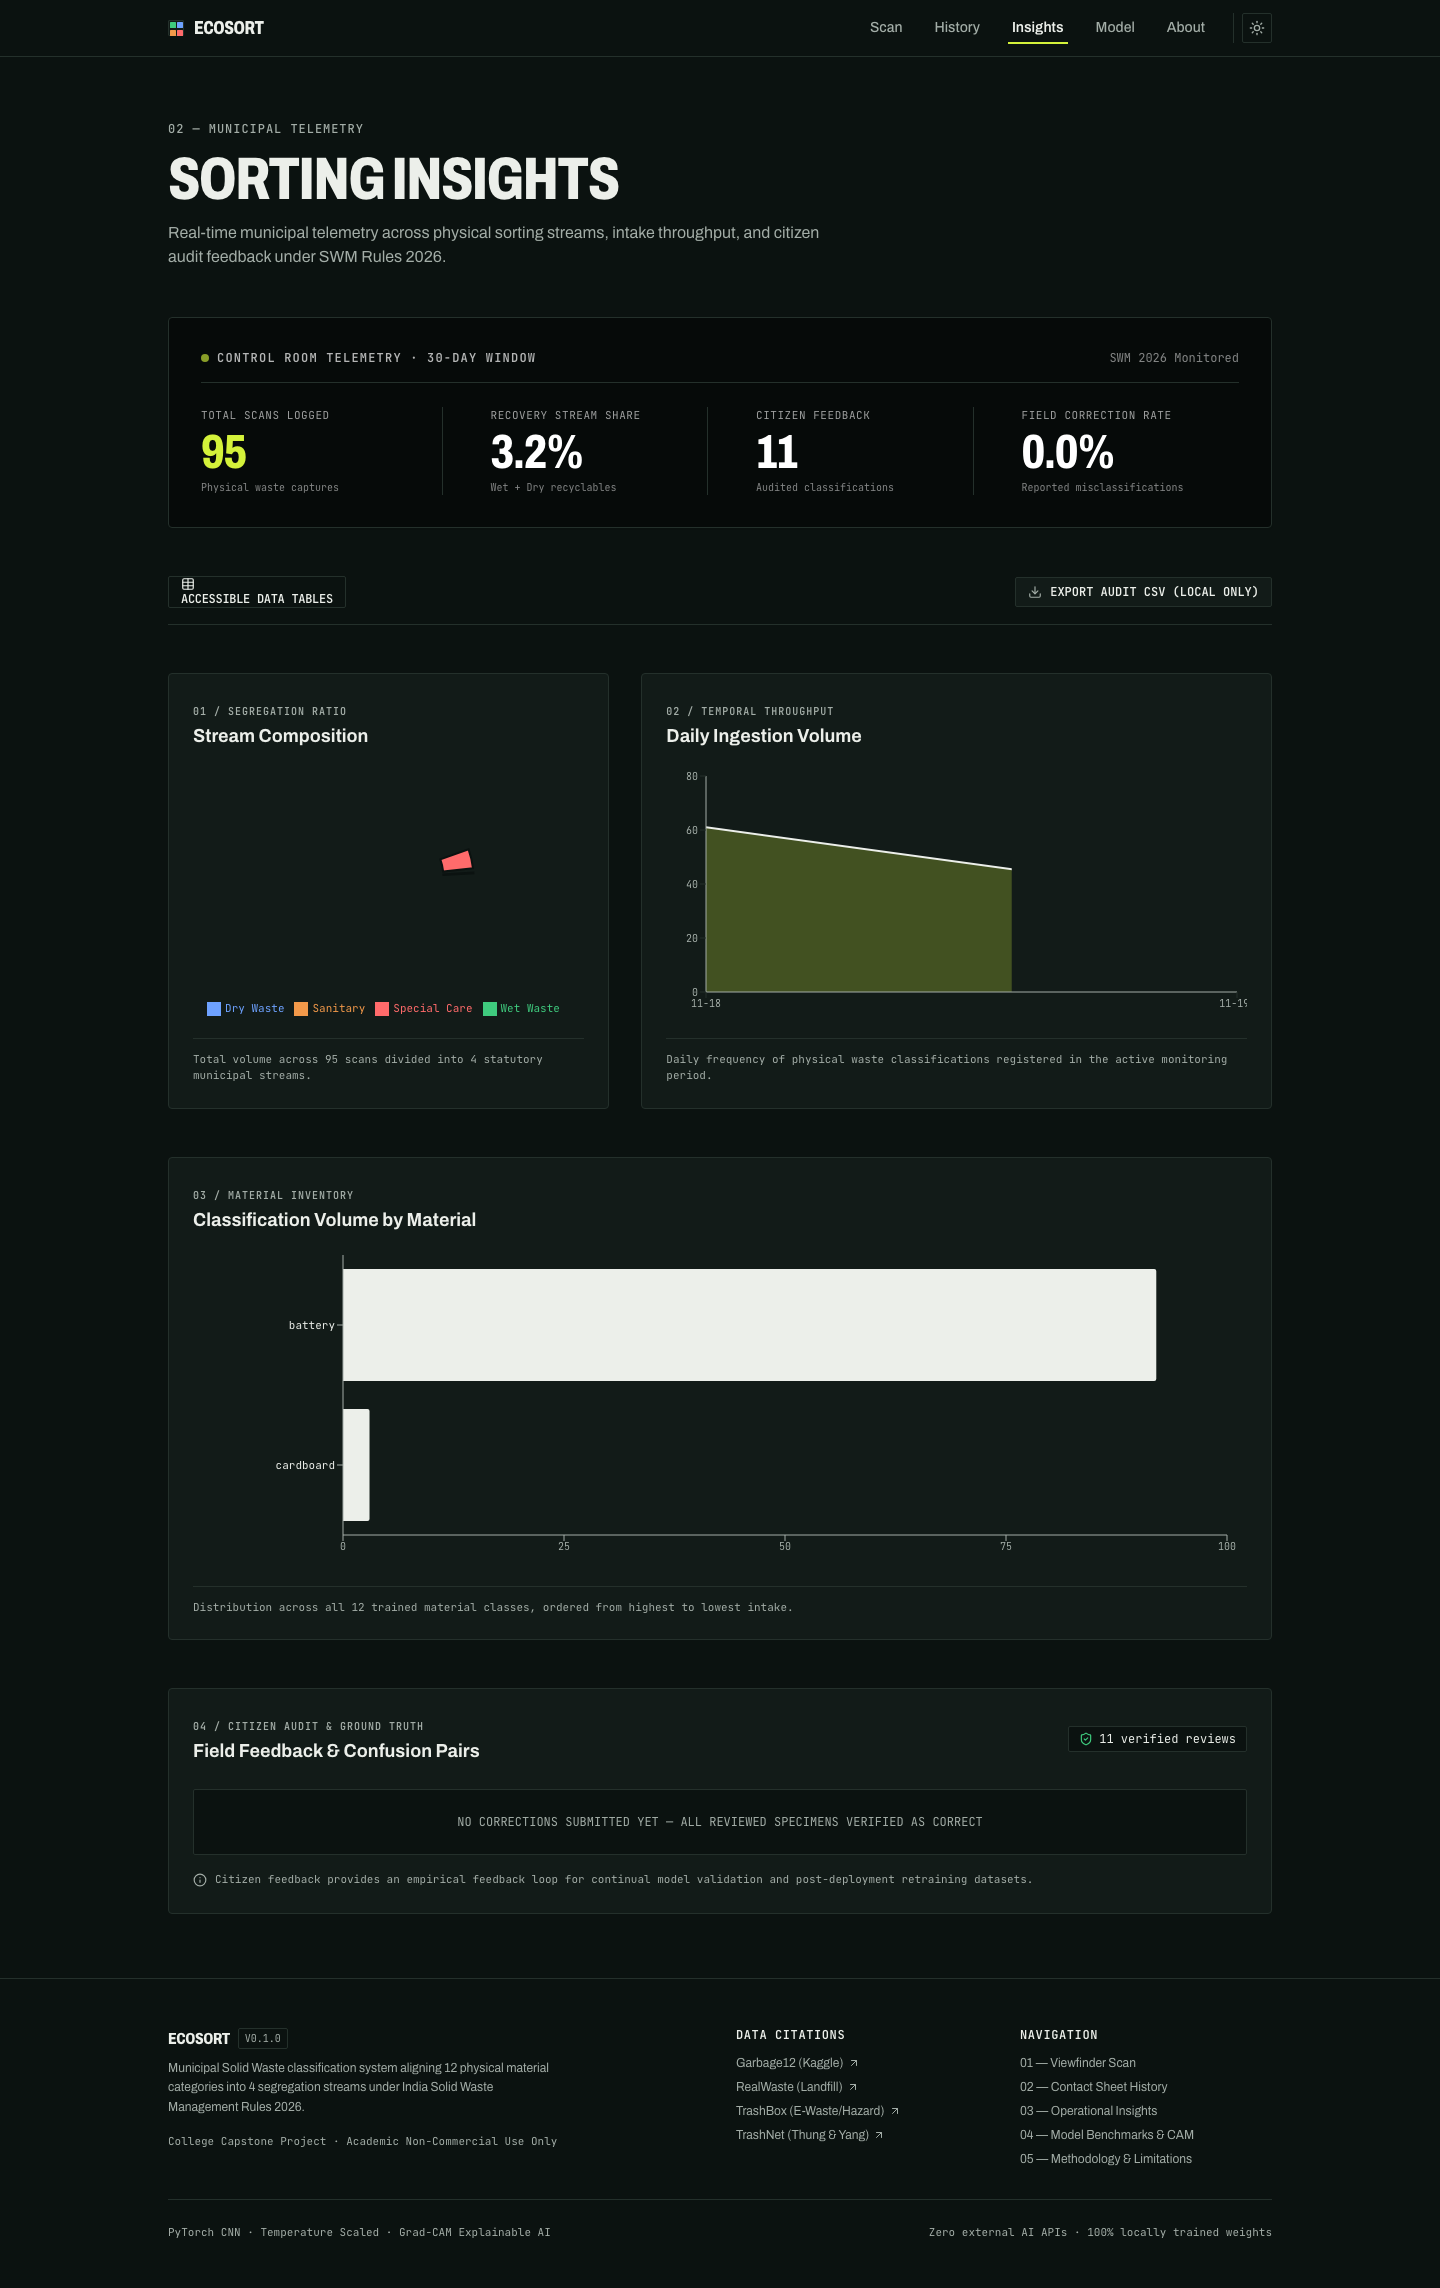 ECOSORT
Scan
History
Insights
Model
About
02 — MUNICIPAL TELEMETRY
SORTING INSIGHTS
Real-time municipal telemetry across physical sorting streams, intake throughput, and citizen
audit feedback under SWM Rules 2026.
CONTROL ROOM TELEMETRY · 30-DAY WINDOW
SWM 2026 Monitored
TOTAL SCANS LOGGED
95
Physical waste captures
RECOVERY STREAM SHARE
3.2%
Wet + Dry recyclables
CITIZEN FEEDBACK
11
Audited classifications
FIELD CORRECTION RATE
0.0%
Reported misclassifications
ACCESSIBLE DATA TABLES
EXPORT AUDIT CSV (LOCAL ONLY)
01 / SEGREGATION RATIO
Stream Composition
Dry Waste
Sanitary
Special Care
Wet Waste
Total volume across 95 scans divided into 4 statutory
municipal streams.
02 / TEMPORAL THROUGHPUT
Daily Ingestion Volume
80
60
40
20
0
11-18
11-19
Daily frequency of physical waste classifications registered in the active monitoring
period.
03 / MATERIAL INVENTORY
Classification Volume by Material
battery
cardboard
0
25
50
75
100
Distribution across all 12 trained material classes, ordered from highest to lowest intake.
04 / CITIZEN AUDIT & GROUND TRUTH
Field Feedback & Confusion Pairs
11 verified reviews
NO CORRECTIONS SUBMITTED YET — ALL REVIEWED SPECIMENS VERIFIED AS CORRECT
Citizen feedback provides an empirical feedback loop for continual model validation and post-deployment retraining datasets.
ECOSORT
V0.1.0
Municipal Solid Waste classification system aligning 12 physical material
categories into 4 segregation streams under India Solid Waste
Management Rules 2026.
College Capstone Project · Academic Non-Commercial Use Only
DATA CITATIONS
Garbage12 (Kaggle)
RealWaste (Landfill)
TrashBox (E-Waste/Hazard)
TrashNet (Thung & Yang)
NAVIGATION
01 — Viewfinder Scan
02 — Contact Sheet History
03 — Operational Insights
04 — Model Benchmarks & CAM
05 — Methodology & Limitations
PyTorch CNN · Temperature Scaled · Grad-CAM Explainable AI
Zero external AI APIs · 100% locally trained weights